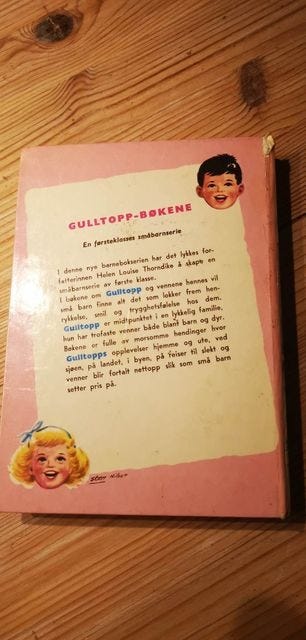 GULLTOPP-BØKENE
En førsteklasses småbarnserie
I denne nye barnebokserien har det lykkes for-
fatterinnen Helen Louise Thorndike å skape en
småbarnserie av første klasse.
I bøkene om Gulltopp og vennene hennes vil
små barn finne alt det som lokker frem hen-
rykkelse, smil og trygghetsfølelse hos dem.
Gulltopp er midtpunktet i en lykkelig familie,
hun har trofaste venner både blant barn og dyr.
Bøkene er fulle av morsomme hendinger hvor
Gulltopps opplevelser hjemme og ute, ved
sjøen, på landet, i byen, på reiser til slekt og
venner blir fortalt nettopp slik som små barn
setter pris på.